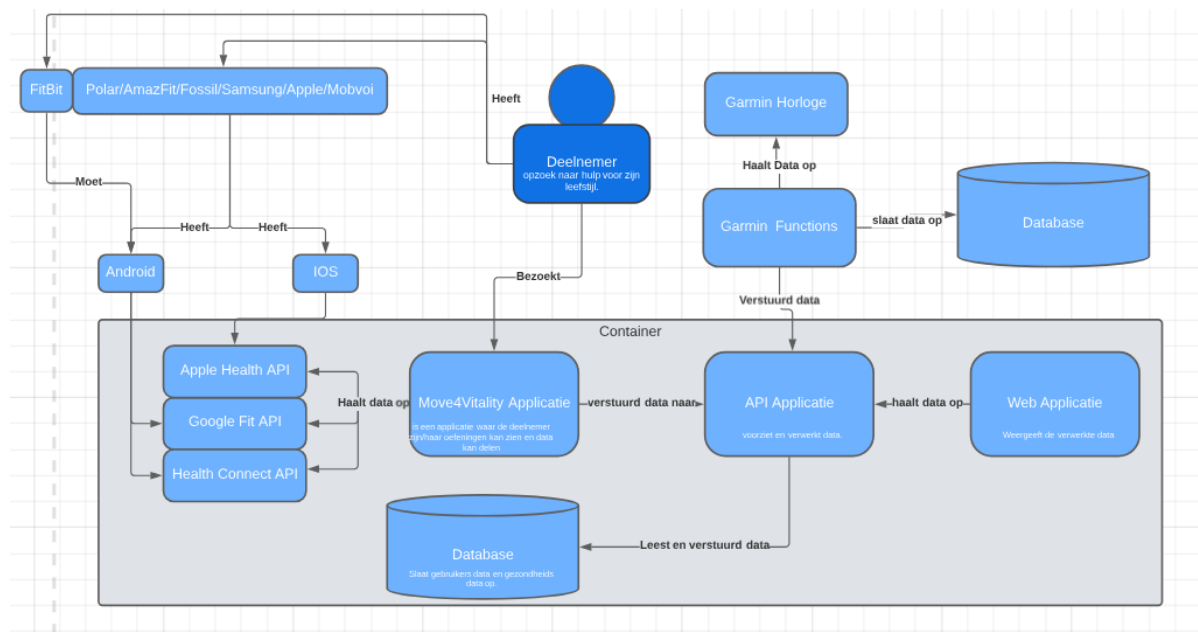 FitBit
Polar/AmazFit/Fossil/Samsung/Apple/Mobvoi
Heeft
Deelnemer
opzoek naar hulp voor zijn
leefstijl.
Garmin Horloge
Haalt Data op
Garmin Functions
slaat data op
Database
Moet
Heeft
Heeft
Android
IOS
Bezoekt
Verstuurd data
Container
Apple Health API
Google Fit API
Health Connect API
Haalt data op
Move4Vitality Applicatie
is een applicatie waar de deelnemer
zijn/haar oefeningen kan zien en data
kan delen
verstuurd data naar
API Applicatie
voorziet en verwerkt data.
haalt data op
Web Applicatie
Weergeeft de verwerkte data
Database
Slaat gebruikers data en gezondheids
data op.
Leest en verstuurd data